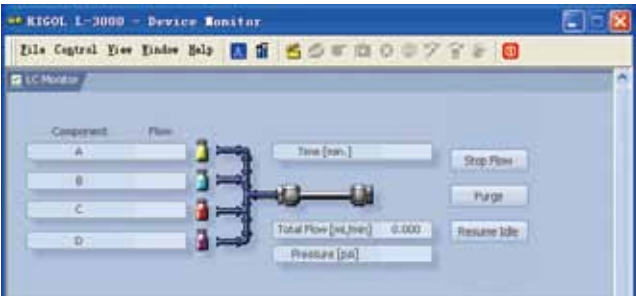 RIGOL L-3000 - Device Monitor
File Control View Window Help
LC Monitor
Component Flow
A
B
C
D
Time [min.]
Total Flow [mL/min] 0.000
Pressure [psi]
Stop Flow
Purge
Resume Idle